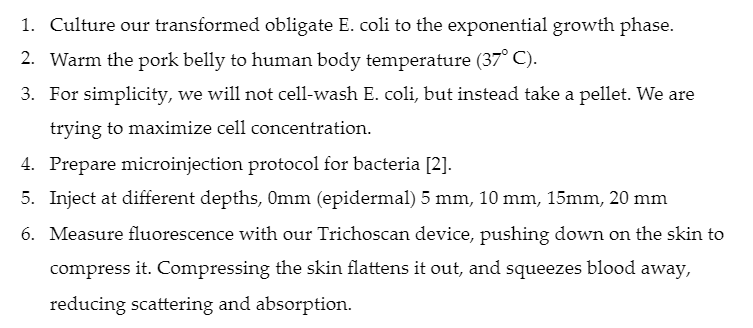 1. Culture our transformed obligate E. coli to the exponential growth phase.
2. Warm the pork belly to human body temperature (37° C).
3. For simplicity, we will not cell-wash E. coli, but instead take a pellet. We are
trying to maximize cell concentration.
4. Prepare microinjection protocol for bacteria [2].
5. Inject at different depths, 0mm (epidermal) 5 mm, 10 mm, 15mm, 20 mm
6. Measure fluorescence with our Trichoscan device, pushing down on the skin to
compress it. Compressing the skin flattens it out, and squeezes blood away,
reducing scattering and absorption.